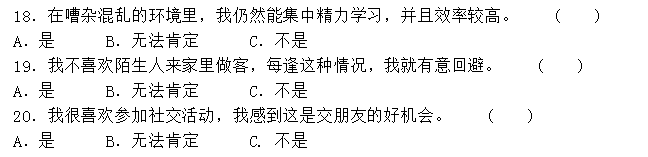 18. 在嘈杂混乱的环境里，我仍然能集中精力学习，并且效率较高。 （ ）
A. 是 B. 无法肯定 C. 不是
19. 我不喜欢陌生人来家里做客，每逢这种情况，我就有意回避。 （ ）
A. 是 B. 无法肯定 C. 不是
20. 我很喜欢参加社交活动，我感到这是交朋友的好机会。 （ ）
A. 是 B. 无法肯定 C. 不是